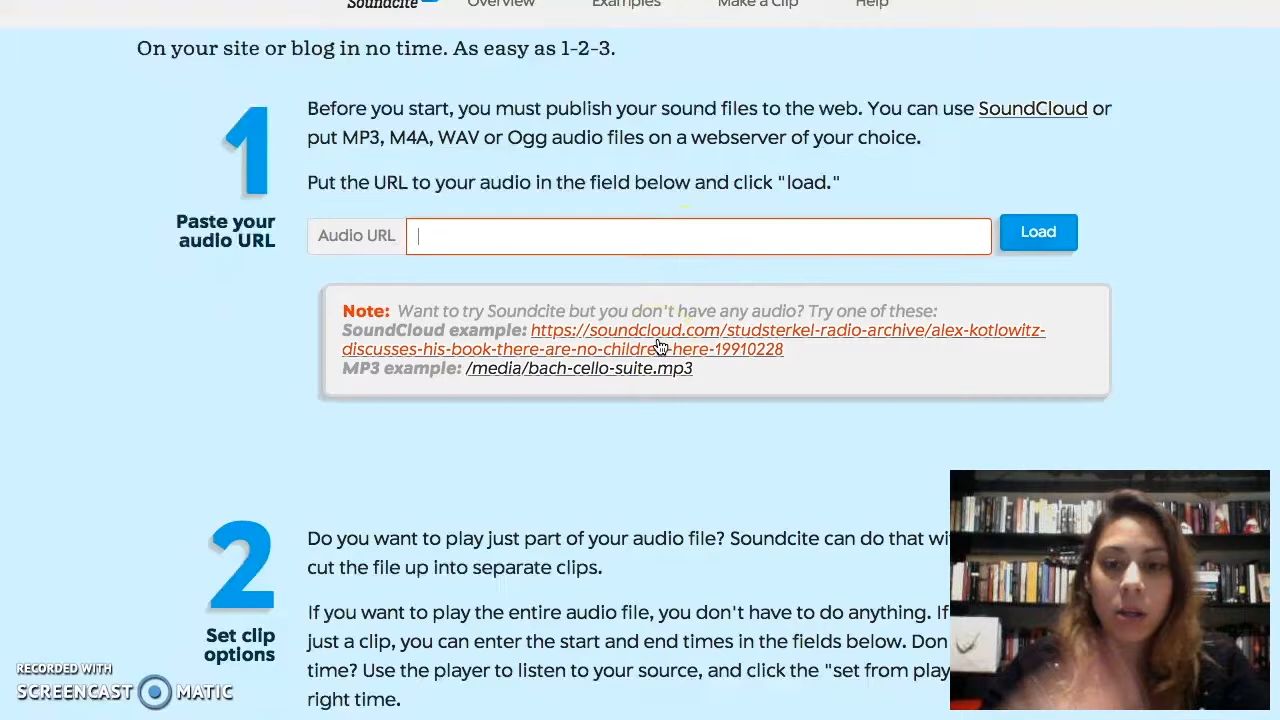 Soundcite Overview Examples Make a Clip Help
On your site or blog in no time. As easy as 1-2-3.
1
Paste your
audio URL
Before you start, you must publish your sound files to the web. You can use SoundCloud or
put MP3, M4A, WAV or Ogg audio files on a webserver of your choice.
Put the URL to your audio in the field below and click "load."
Audio URL Load
Note: Want to try Soundcite but you don't have any audio? Try one of these:
SoundCloud example: https://soundcloud.com/studsterkel-radio-archive/alex-kotlowitz-
discusses-his-book-there-are-no-children-here-19910228
MP3 example: /media/bach-cello-suite.mp3
2
Set clip
options
Do you want to play just part of your audio file? Soundcite can do that wi
cut the file up into separate clips.
If you want to play the entire audio file, you don't have to do anything. If
just a clip, you can enter the start and end times in the fields below. Don
time? Use the player to listen to your source, and click the "set from play
right time.
RECORDED WITH
SCREENCAST MATIC